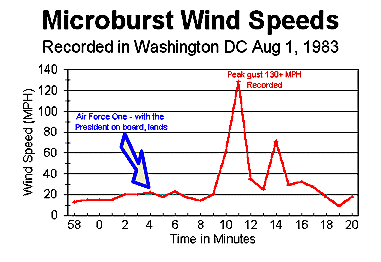 Microburst Wind Speeds
Recorded in Washington DC Aug 1, 1983
Wind Speed (MPH)
140
120
100
80
60
40
20
0
Peak gust 130+ MPH
Recorded
Air Force One - with the
President on board, lands
58 0 2 4 6 8 10 12 14 16 18 20
Time in Minutes